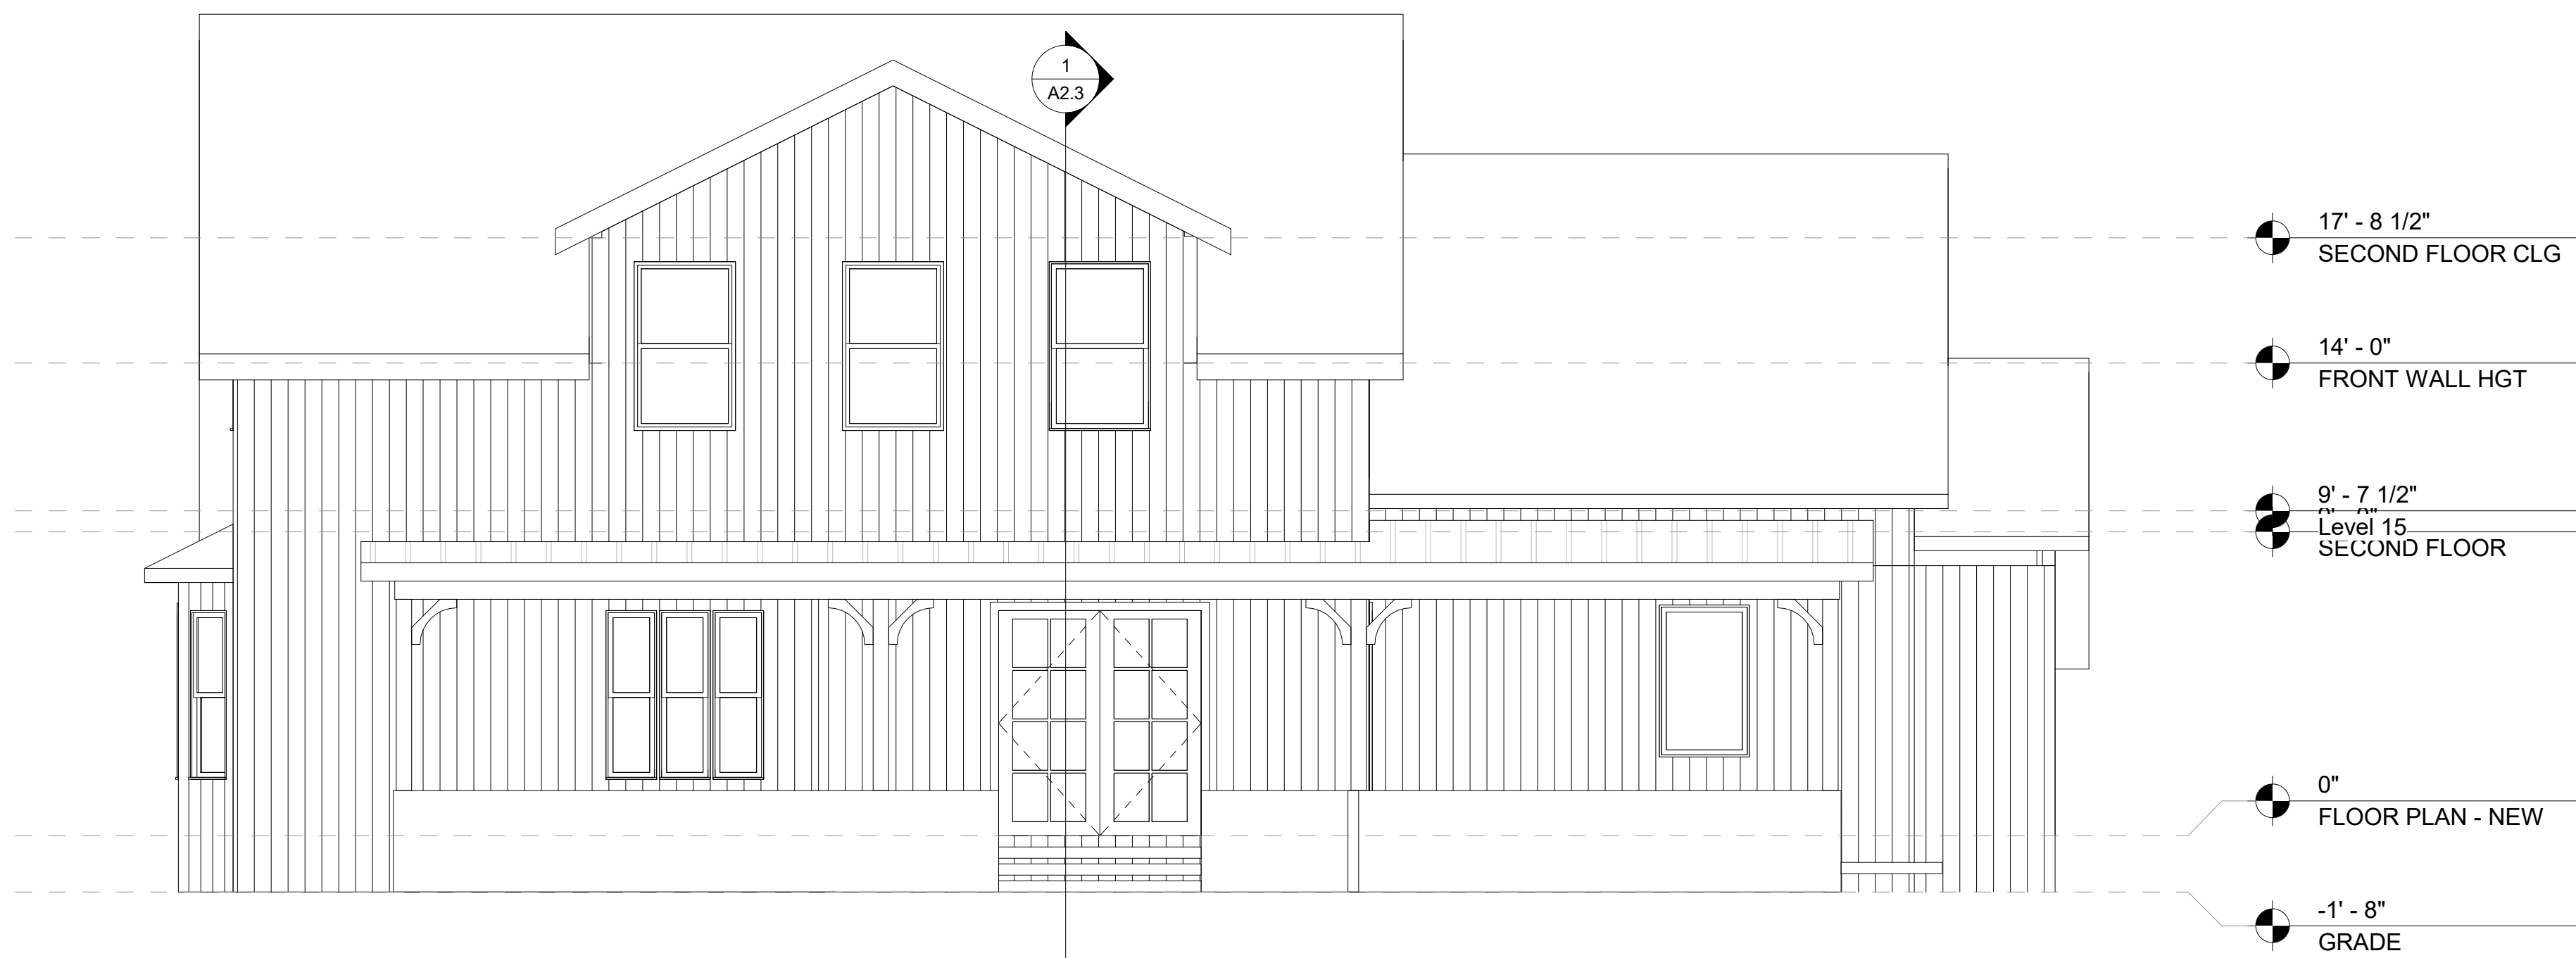 1
A2.3
17' - 8 1/2"
SECOND FLOOR CLG
14' - 0"
FRONT WALL HGT
9' - 7 1/2"
Level 15
SECOND FLOOR
0"
FLOOR PLAN - NEW
-1' - 8"
GRADE